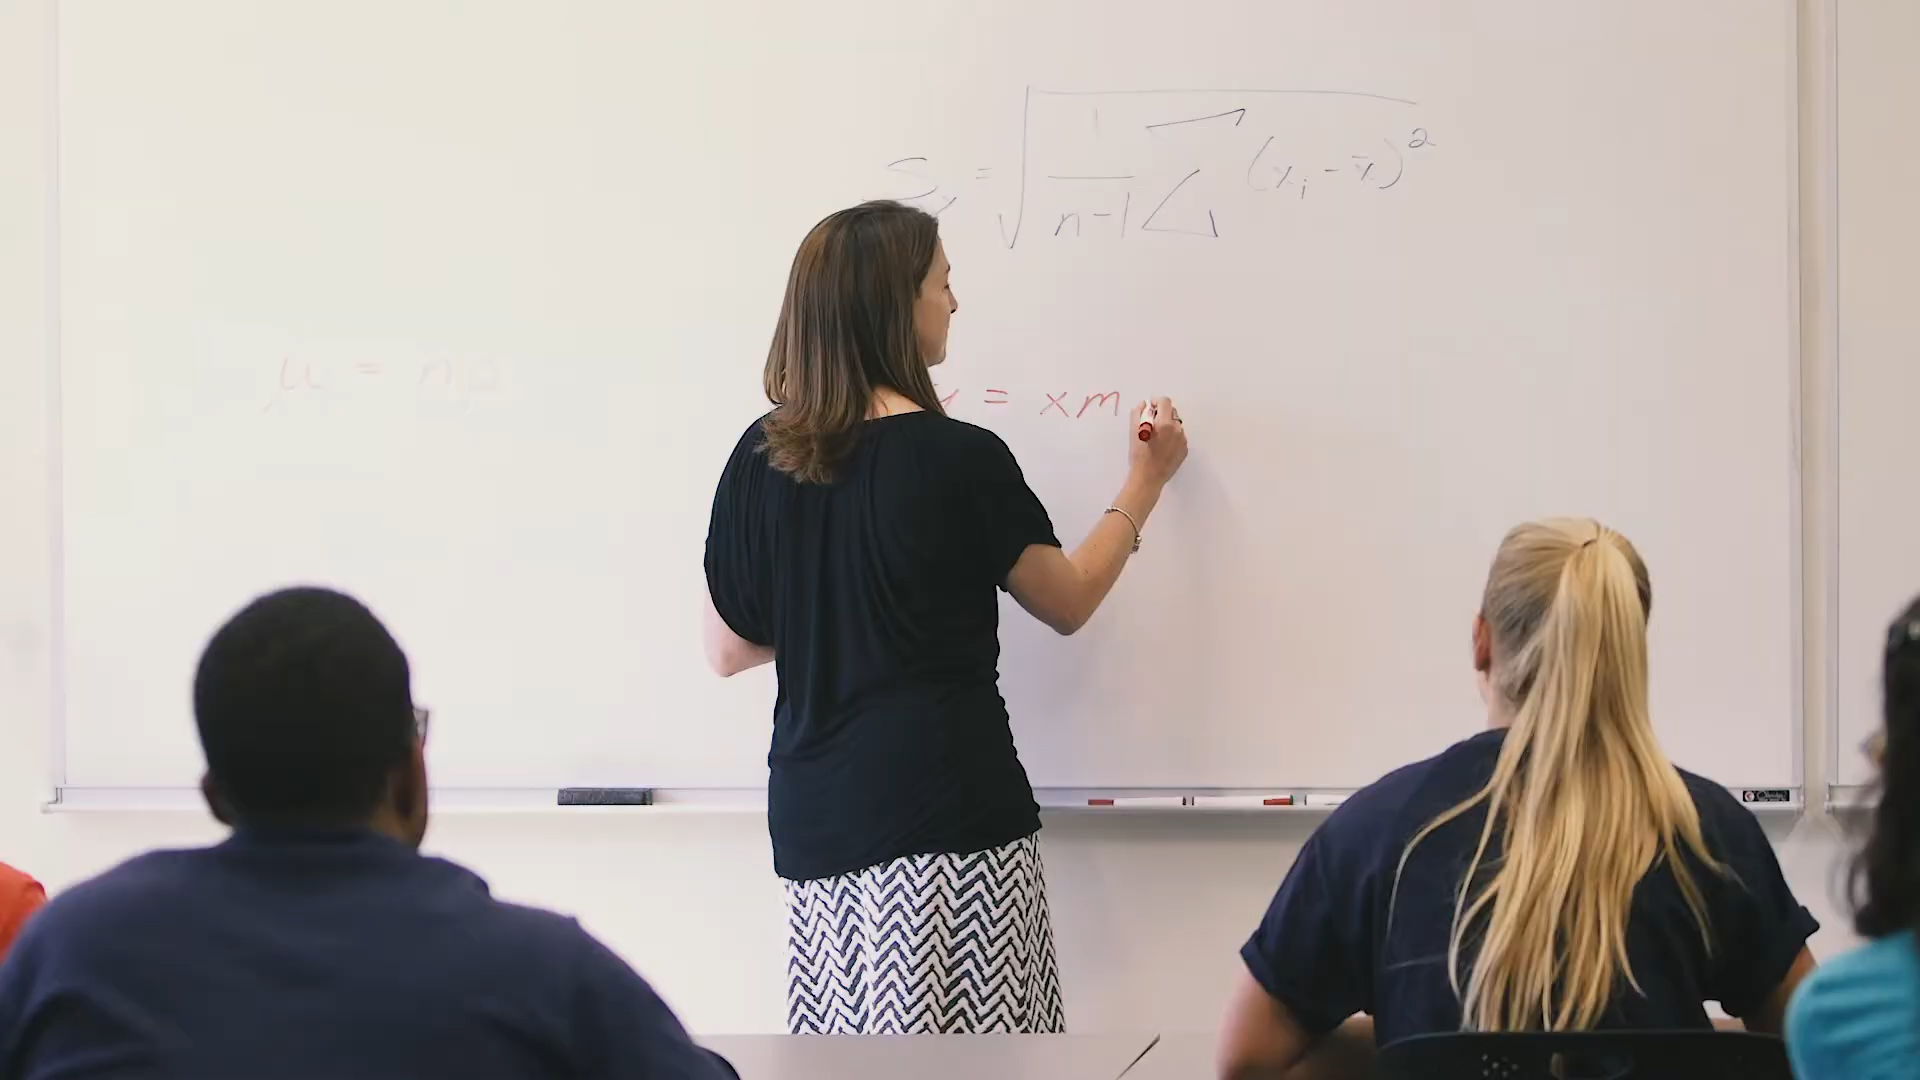 Sₓ = √(1/(n-1) Σ (xᵢ - x̄)²)
μ = np
y = xm